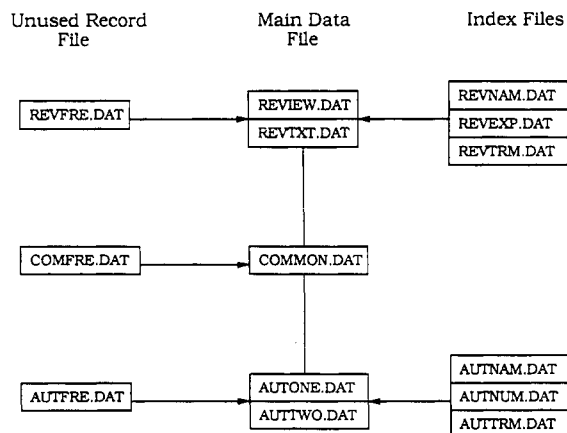 Unused Record File
Main Data File
Index Files
REVFRE.DAT
REVIEW.DAT
REVTXT.DAT
REVNAM.DAT
REVEXP.DAT
REVTRM.DAT
COMFRE.DAT
COMMON.DAT
AUTFRE.DAT
AUTONE.DAT
AUTTWO.DAT
AUTNAM.DAT
AUTNUM.DAT
AUTTRM.DAT